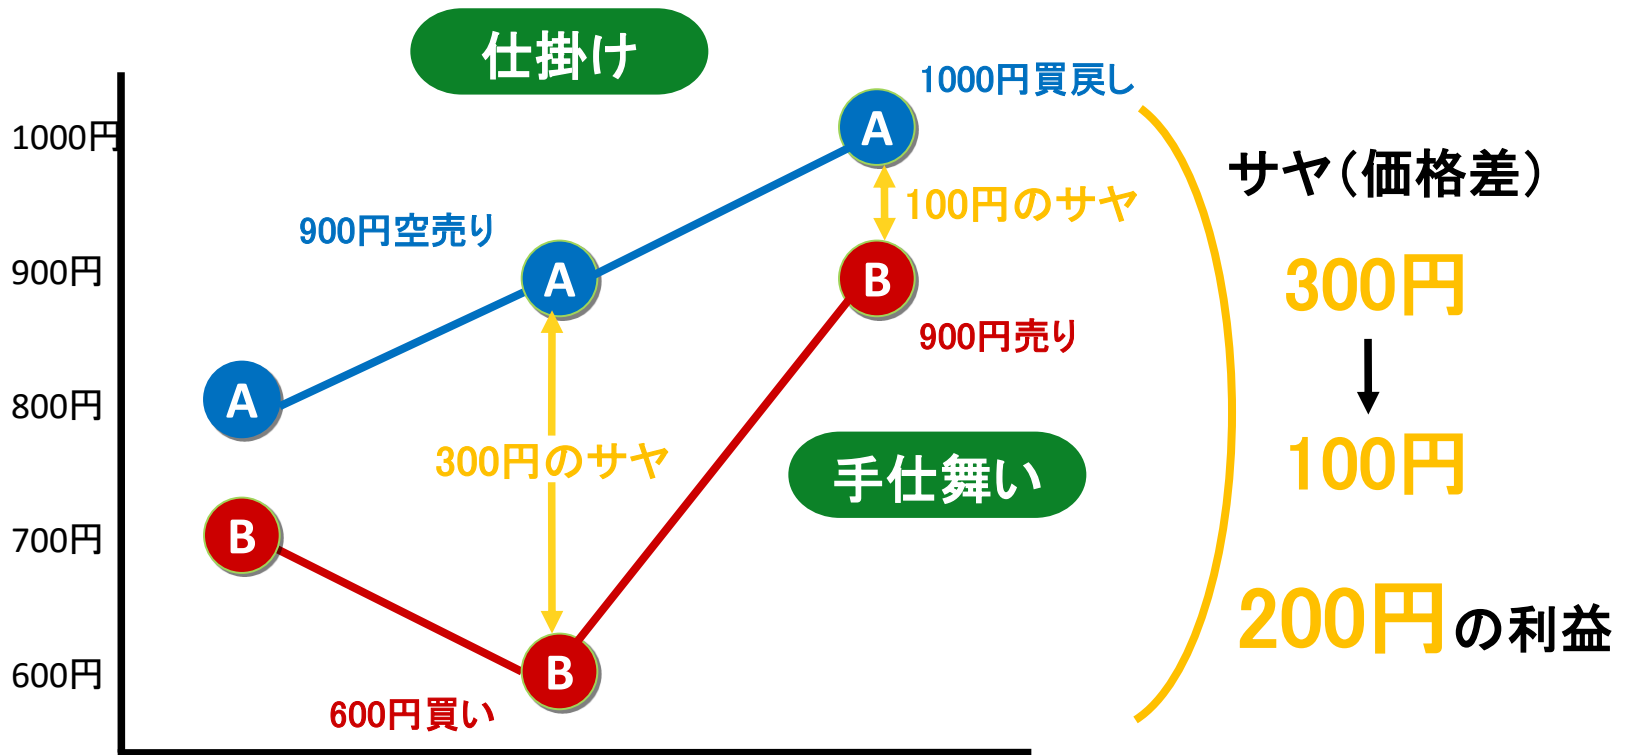 仕掛け
1000円買戻し
1000円
サヤ(価格差)
100円のサヤ
900円空売り
900円
300円
900円売り
800円
300円のサヤ
100円
手仕舞い
700円
200円の利益
600円
600円買い
A
A
A
B
B
B